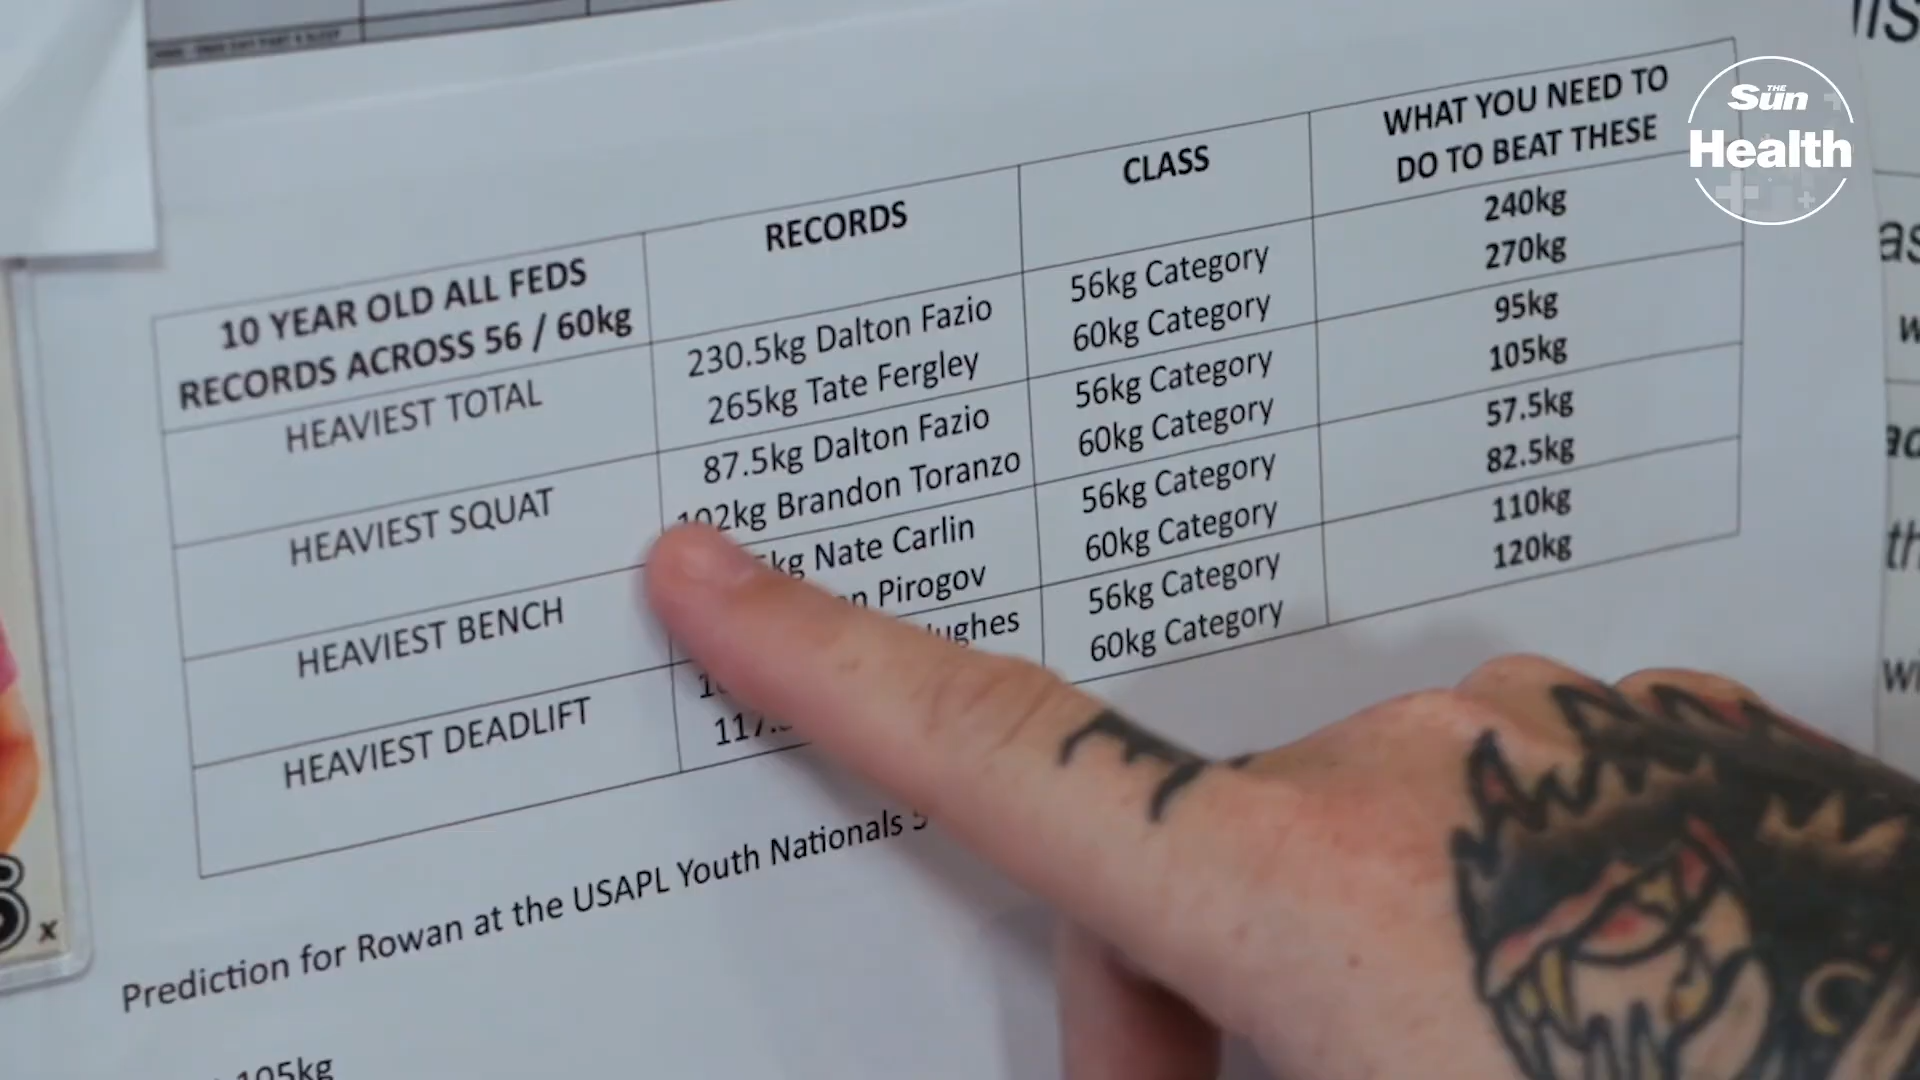 THE
Sun
Health
10 YEAR OLD ALL FEDS
RECORDS ACROSS 56 / 60kg
RECORDS
CLASS
WHAT YOU NEED TO
DO TO BEAT THESE
HEAVIEST TOTAL
230.5kg Dalton Fazio
56kg Category
240kg
265kg Tate Fergley
60kg Category
270kg
HEAVIEST SQUAT
87.5kg Dalton Fazio
56kg Category
95kg
102kg Brandon Toranzo
60kg Category
105kg
HEAVIEST BENCH
kg Nate Carlin
56kg Category
57.5kg
Pirogov
60kg Category
82.5kg
HEAVIEST DEADLIFT
56kg Category
110kg
60kg Category
120kg
Prediction for Rowan at the USAPL Youth Nationals
105kg
x